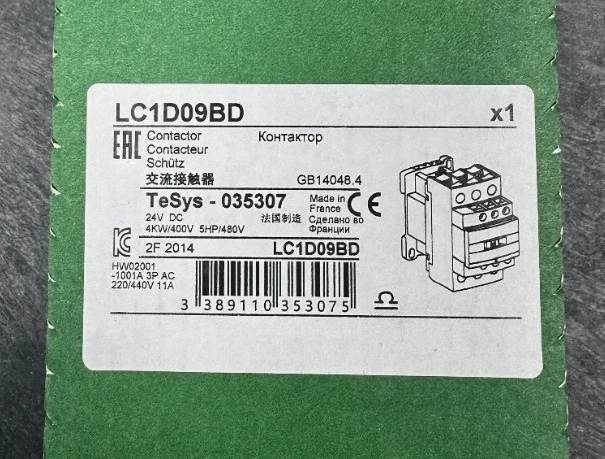 LC1D09BD x1
EAC Contactor Контактор
Contacteur
Schütz
交流接触器 GB14048.4
TeSys - 035307 Made in France CE
24V DC 法国制造 Сделано во
4KW/400V 5HP/480V Франции
2F 2014 LC1D09BD
HW02001
-1001A 3P AC
220/440V 11A
3 389110 353075